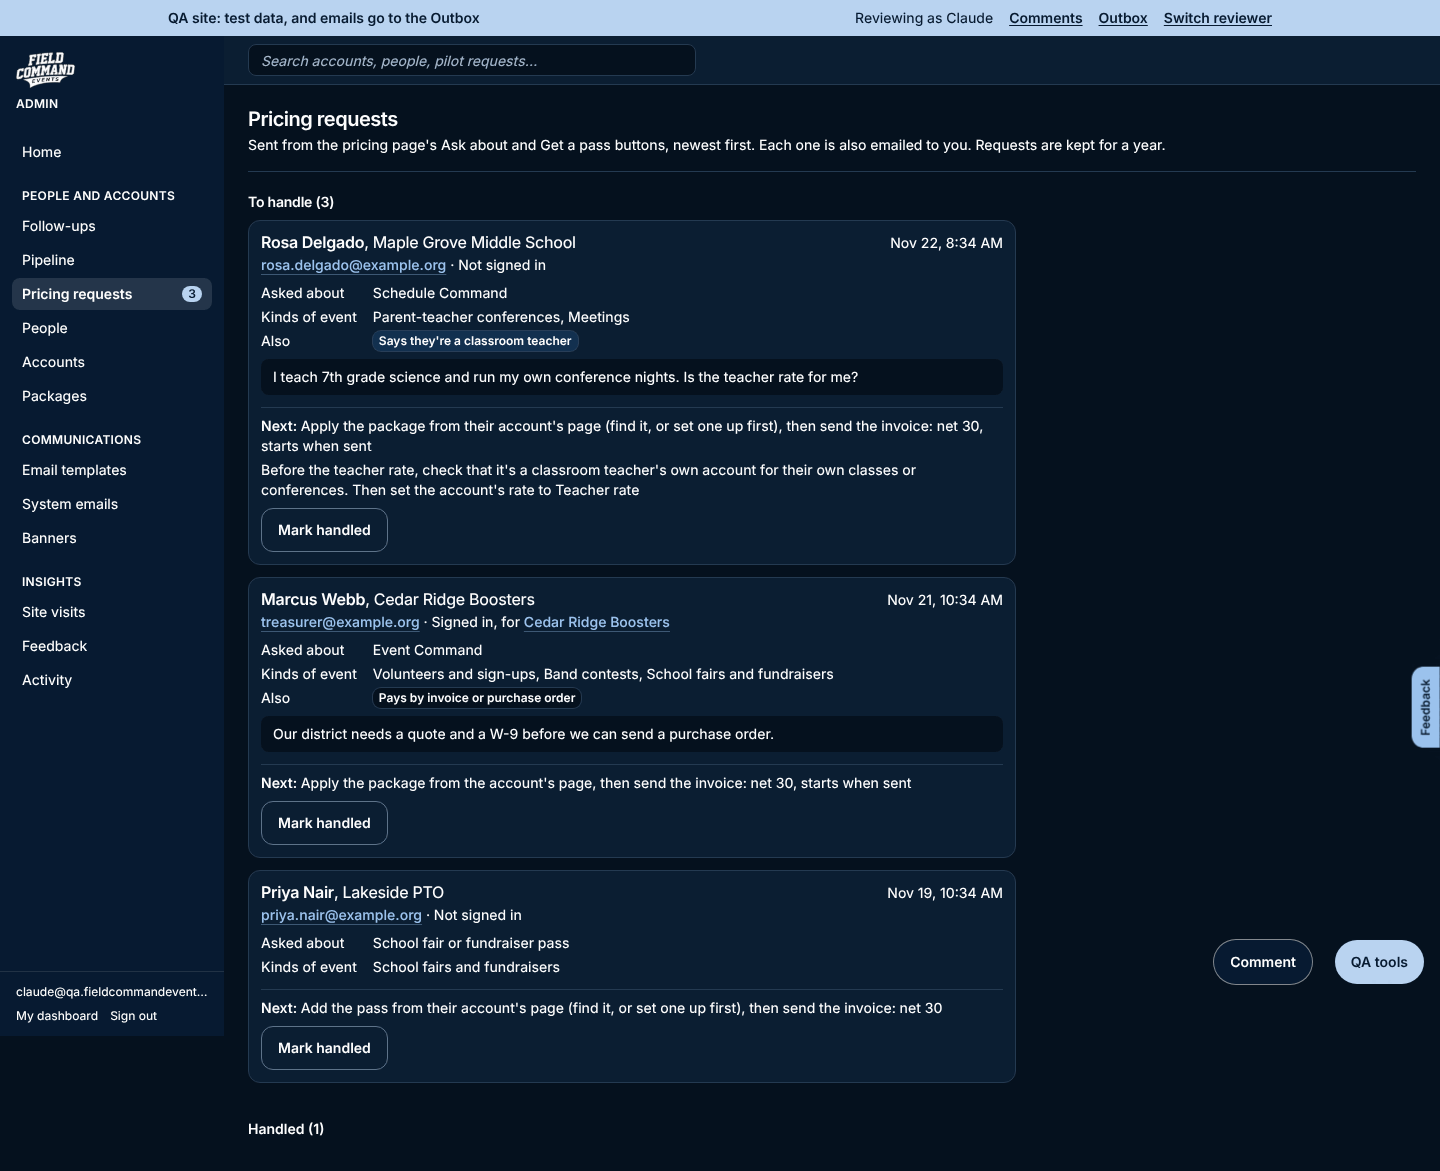 QA site: test data, and emails go to the Outbox
Reviewing as Claude Comments Outbox Switch reviewer
FIELD
COMMAND
EVENTS
ADMIN
Search accounts, people, pilot requests...
Home
PEOPLE AND ACCOUNTS
Follow-ups
Pipeline
Pricing requests 3
People
Accounts
Packages
COMMUNICATIONS
Email templates
System emails
Banners
INSIGHTS
Site visits
Feedback
Activity
claude@qa.fieldcommandevent...
My dashboard Sign out
Pricing requests
Sent from the pricing page's Ask about and Get a pass buttons, newest first. Each one is also emailed to you. Requests are kept for a year.
To handle (3)
Rosa Delgado, Maple Grove Middle School Nov 22, 8:34 AM
rosa.delgado@example.org · Not signed in
Asked about Schedule Command
Kinds of event Parent-teacher conferences, Meetings
Also Says they're a classroom teacher
I teach 7th grade science and run my own conference nights. Is the teacher rate for me?
Next: Apply the package from their account's page (find it, or set one up first), then send the invoice: net 30,
starts when sent
Before the teacher rate, check that it's a classroom teacher's own account for their own classes or
conferences. Then set the account's rate to Teacher rate
Mark handled
Marcus Webb, Cedar Ridge Boosters Nov 21, 10:34 AM
treasurer@example.org · Signed in, for Cedar Ridge Boosters
Asked about Event Command
Kinds of event Volunteers and sign-ups, Band contests, School fairs and fundraisers
Also Pays by invoice or purchase order
Our district needs a quote and a W-9 before we can send a purchase order.
Next: Apply the package from the account's page, then send the invoice: net 30, starts when sent
Mark handled
Priya Nair, Lakeside PTO Nov 19, 10:34 AM
priya.nair@example.org · Not signed in
Asked about School fair or fundraiser pass
Kinds of event School fairs and fundraisers
Next: Add the pass from their account's page (find it, or set one up first), then send the invoice: net 30
Mark handled
Handled (1)
Feedback
Comment
QA tools